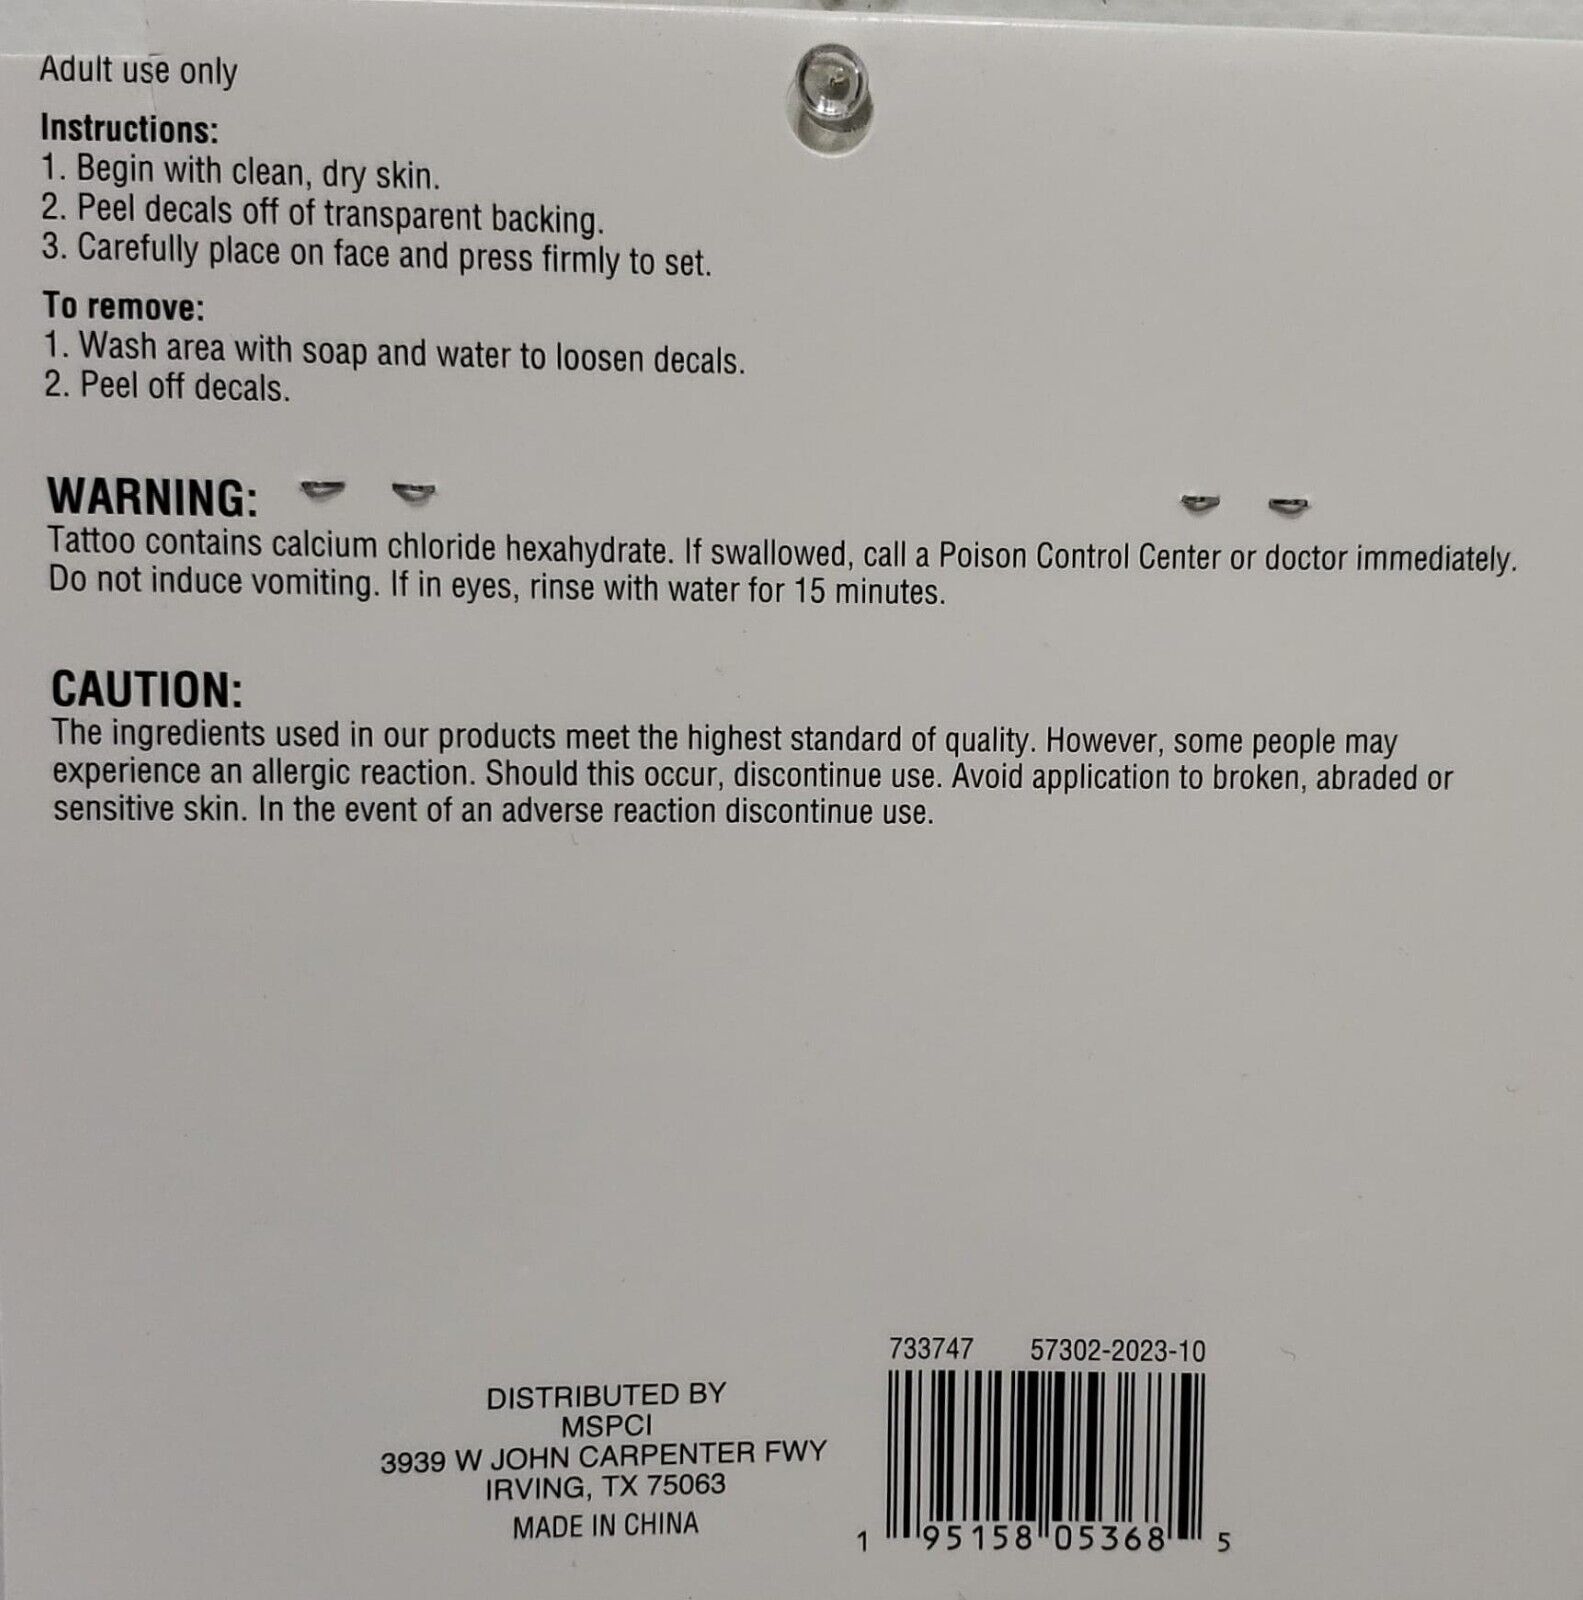 Adult use only
Instructions:
1. Begin with clean, dry skin.
2. Peel decals off of transparent backing.
3. Carefully place on face and press firmly to set.
To remove:
1. Wash area with soap and water to loosen decals.
2. Peel off decals.
WARNING:
Tattoo contains calcium chloride hexahydrate. If swallowed, call a Poison Control Center or doctor immediately.
Do not induce vomiting. If in eyes, rinse with water for 15 minutes.
CAUTION:
The ingredients used in our products meet the highest standard of quality. However, some people may
experience an allergic reaction. Should this occur, discontinue use. Avoid application to broken, abraded or
sensitive skin. In the event of an adverse reaction discontinue use.
DISTRIBUTED BY
MSPCI
3939 W JOHN CARPENTER FWY
IRVING, TX 75063
MADE IN CHINA
733747 57302-2023-10
1 95158 05368 5